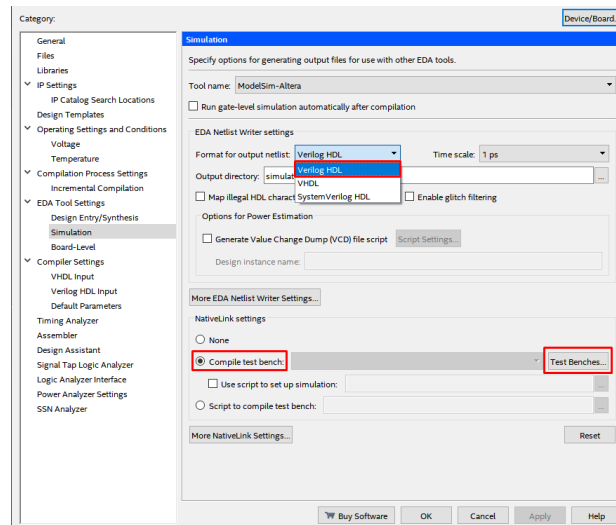 Category:
Device/Board.
General
Files
Libraries
IP Settings
IP Catalog Search Locations
Design Templates
Operating Settings and Conditions
Voltage
Temperature
Compilation Process Settings
Incremental Compilation
EDA Tool Settings
Design Entry/Synthesis
Simulation
Board-Level
Compiler Settings
VHDL Input
Verilog HDL Input
Default Parameters
Timing Analyzer
Assembler
Design Assistant
Signal Tap Logic Analyzer
Logic Analyzer Interface
Power Analyzer Settings
SSN Analyzer
Simulation
Specify options for generating output files for use with other EDA tools.
Tool name: ModelSim-Altera
Run gate-level simulation automatically after compilation
EDA Netlist Writer settings
Format for output netlist: Verilog HDL Time scale: 1 ps
Verilog HDL
VHDL
SystemVerilog HDL
Output directory: simulat ...
Map illegal HDL charact Enable glitch filtering
Options for Power Estimation
Generate Value Change Dump (VCD) file script Script Settings...
Design instance name:
More EDA Netlist Writer Settings...
NativeLink settings
None
Compile test bench: Test Benches...
Use script to set up simulation: ...
Script to compile test bench: ...
More NativeLink Settings... Reset
Buy Software OK Cancel Apply Help